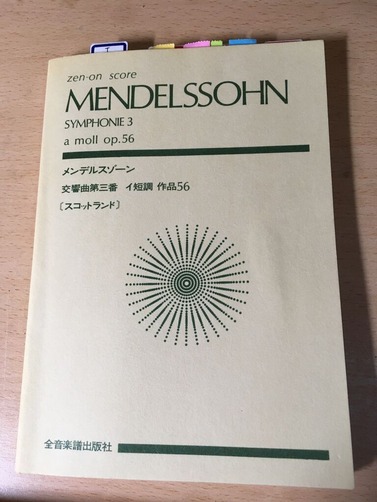 zen-on score
MENDELSSOHN
SYMPHONIE 3
a moll op.56
メンデルスゾーン
交響曲第三番 イ短調 作品56
〔スコットランド〕
全音楽譜出版社